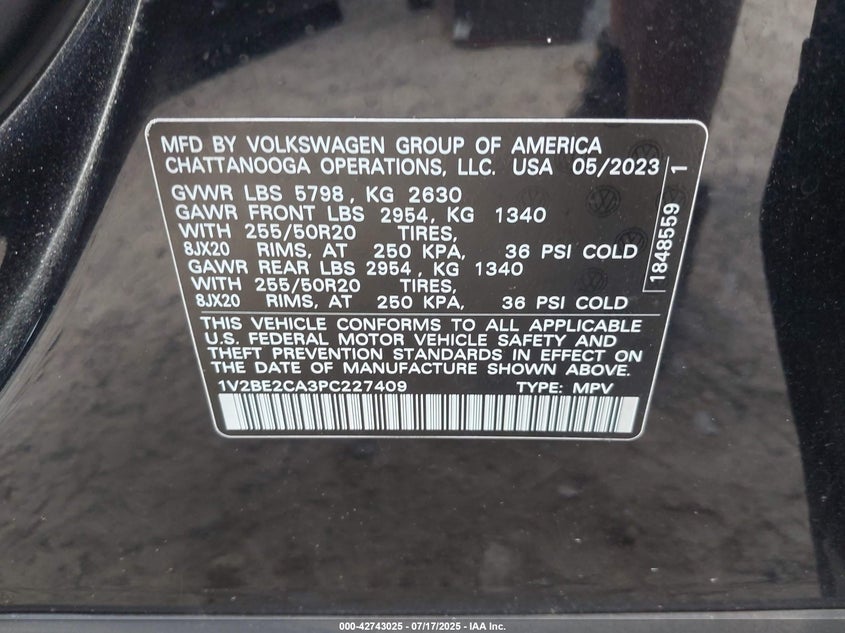 MFD BY VOLKSWAGEN GROUP OF AMERICA
CHATTANOOGA OPERATIONS, LLC. USA 05/2023
GVWR LBS 5798, KG 2630
GAWR FRONT LBS 2954, KG 1340
WITH 255/50R20 TIRES,
8JX20 RIMS, AT 250 KPA, 36 PSI COLD
GAWR REAR LBS 2954, KG 1340
WITH 255/50R20 TIRES,
8JX20 RIMS, AT 250 KPA, 36 PSI COLD
1848559 1
THIS VEHICLE CONFORMS TO ALL APPLICABLE
U.S. FEDERAL MOTOR VEHICLE SAFETY AND
THEFT PREVENTION STANDARDS IN EFFECT ON
THE DATE OF MANUFACTURE SHOWN ABOVE.
1V2BE2CA3PC227409 TYPE: MPV
000-42743025 - 07/17/2025 - IAA Inc.